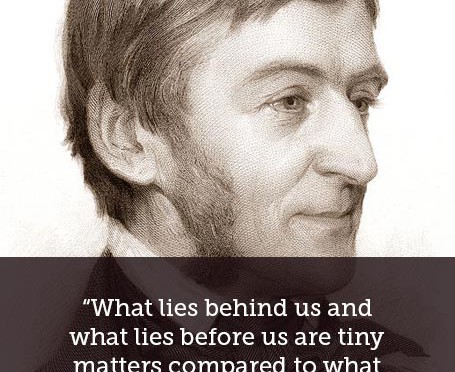 “What lies behind us and
what lies before us are tiny
matters compared to what